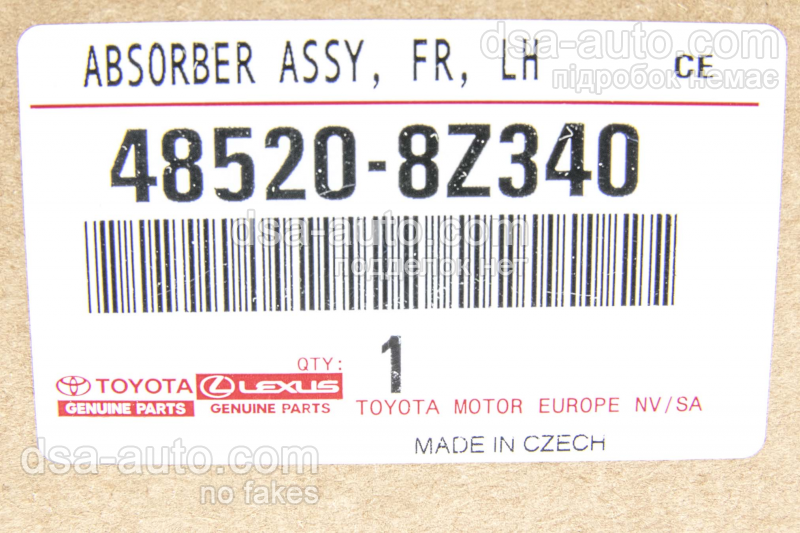 dsa-auto.com
підробок немає
ABSORBER ASSY, FR, LH CE
48520-8Z340
dsa-auto.com
подделок нет
QTY: 1
TOYOTA LEXUS
GENUINE PARTS GENUINE PARTS
TOYOTA MOTOR EUROPE NV/SA
MADE IN CZECH
dsa-auto.com
no fakes